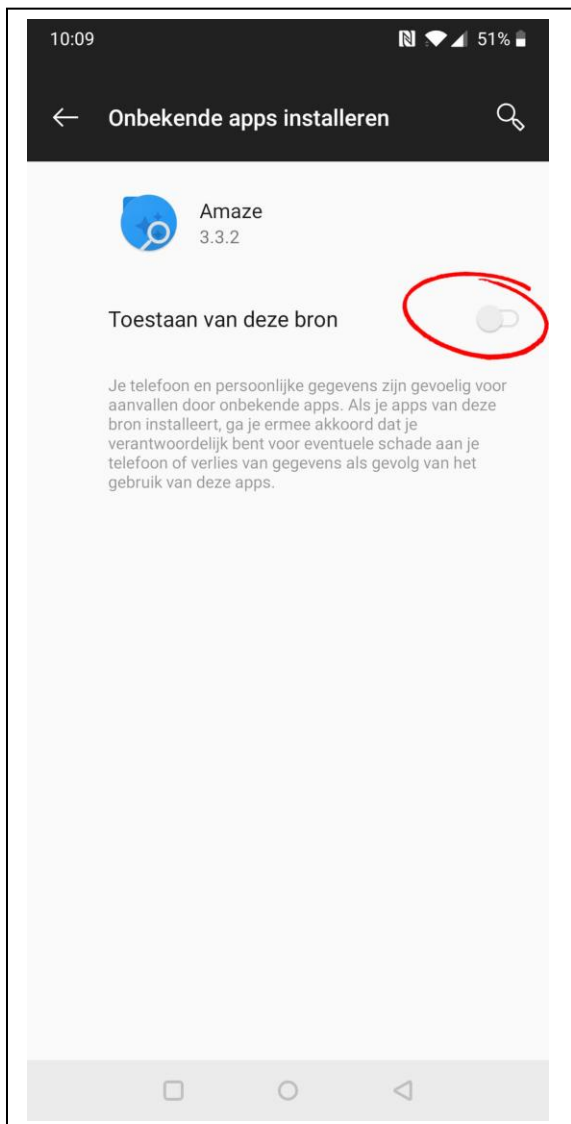 10:09 51%
Onbekende apps installeren
Amaze
3.3.2
Toestaan van deze bron
Je telefoon en persoonlijke gegevens zijn gevoelig voor
aanvallen door onbekende apps. Als je apps van deze
bron installeert, ga je ermee akkoord dat je
verantwoordelijk bent voor eventuele schade aan je
telefoon of verlies van gegevens als gevolg van het
gebruik van deze apps.